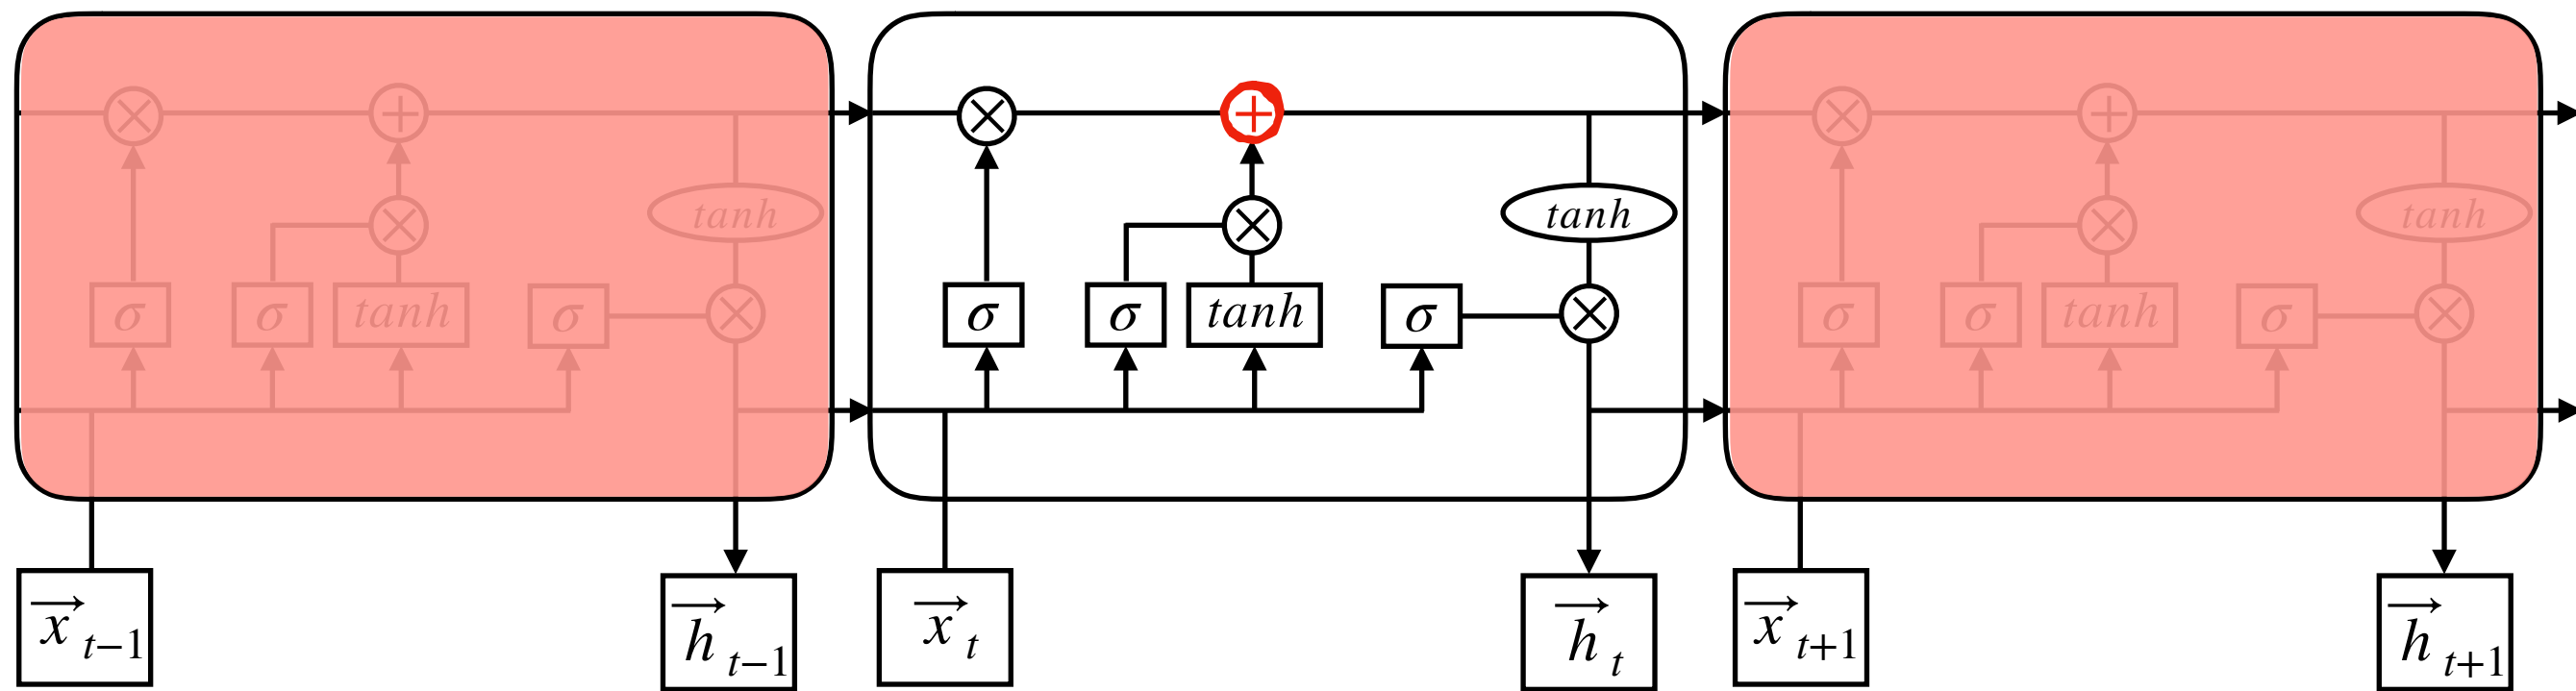 tanh tanh tanh
σ σ tanh σ σ σ tanh σ σ σ tanh σ
x⃗ t−1 h⃗ t−1 x⃗ t h⃗ t x⃗ t+1 h⃗ t+1